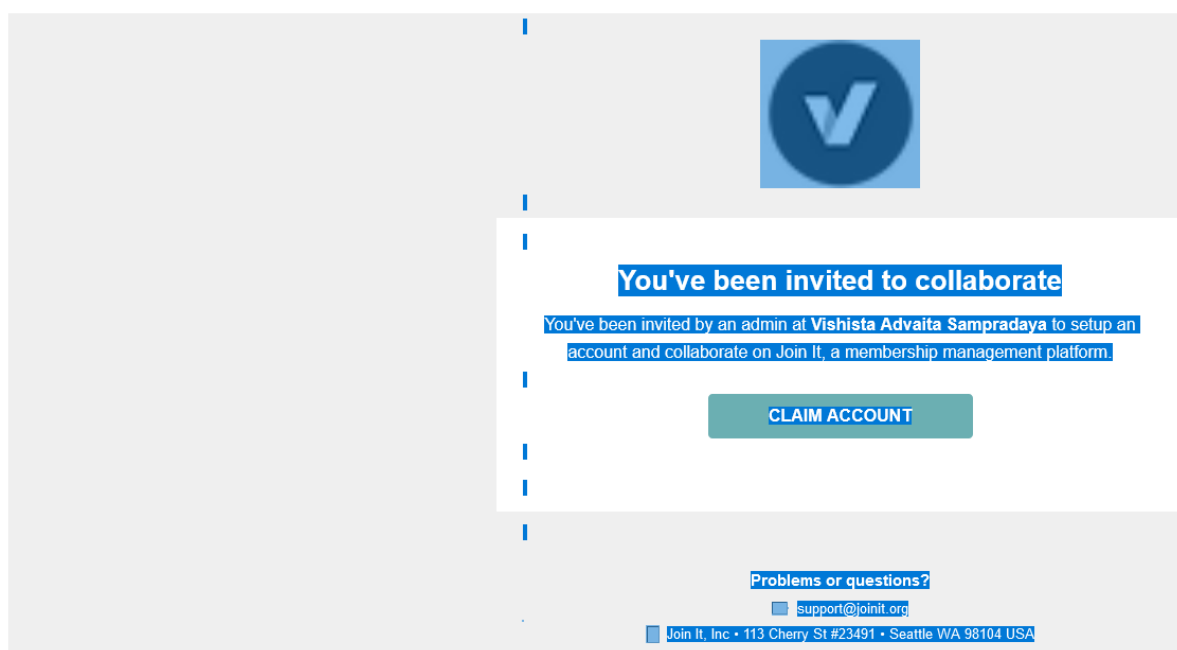 You've been invited to collaborate
You've been invited by an admin at Vishista Advaita Sampradaya to setup an
account and collaborate on Join It, a membership management platform.
CLAIM ACCOUNT
Problems or questions?
support@joinit.org
Join It, Inc • 113 Cherry St #23491 • Seattle WA 98104 USA